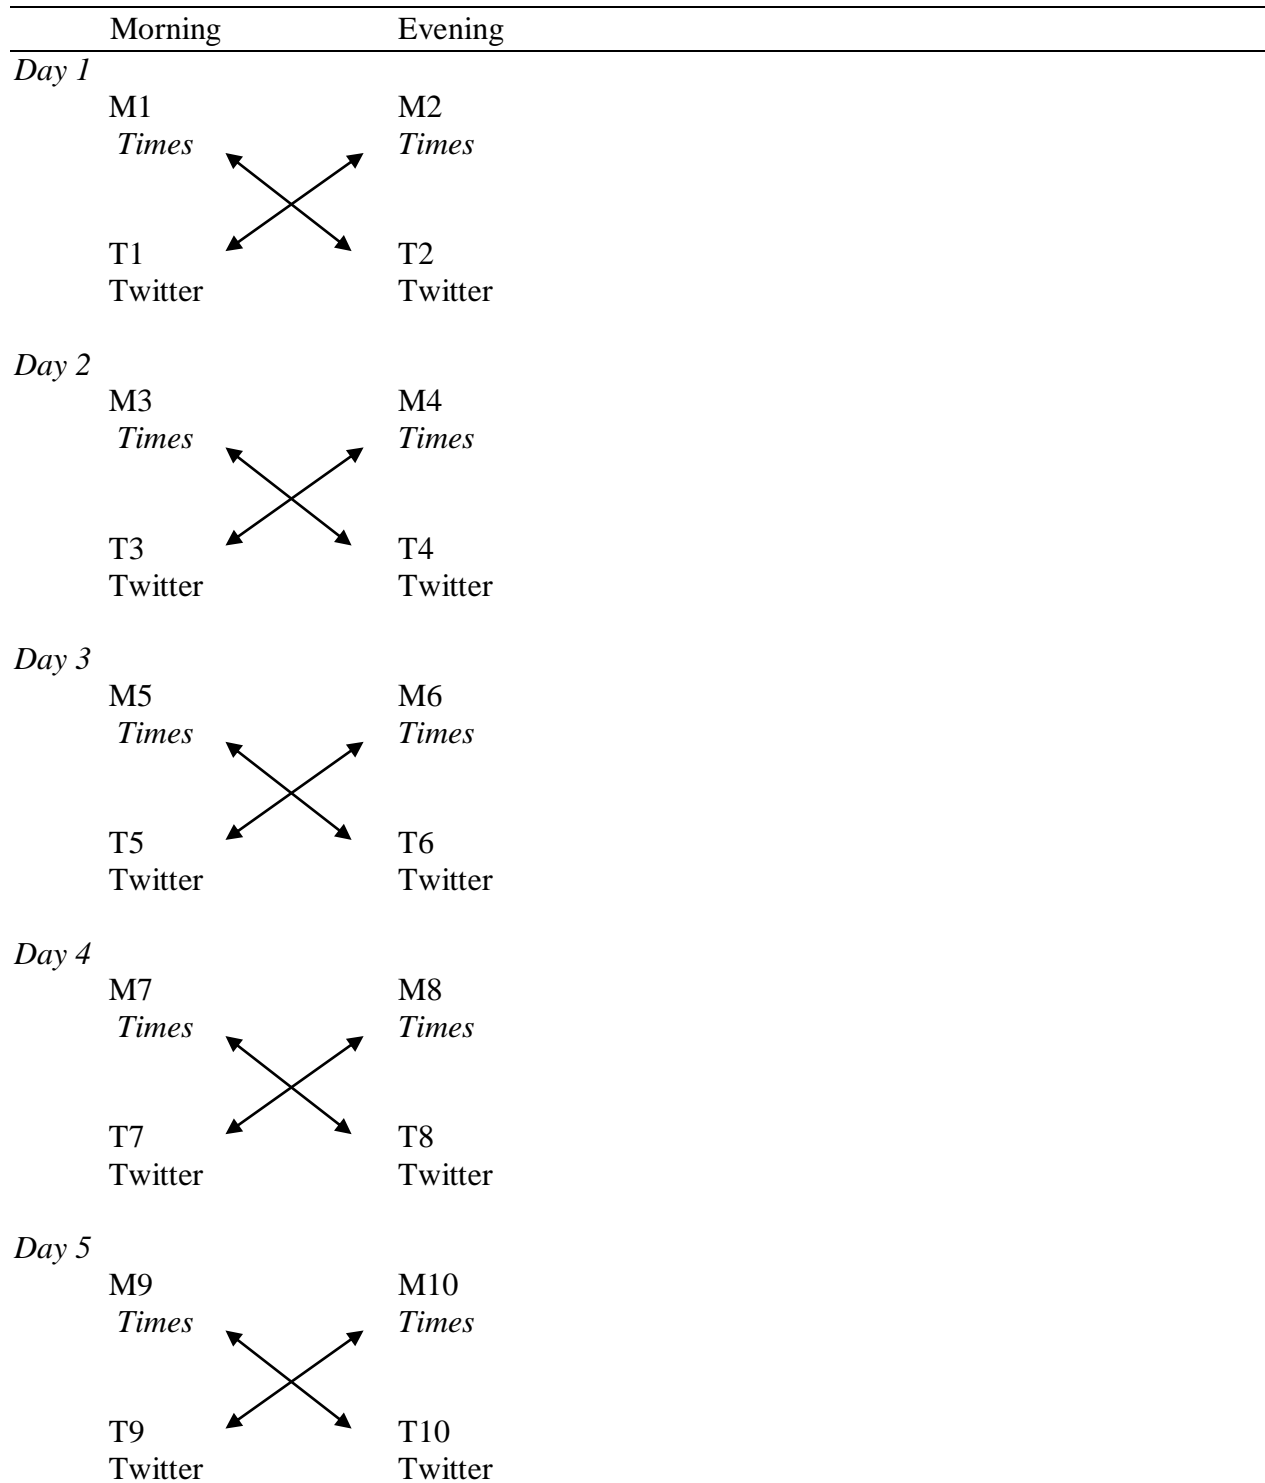 Morning Evening
Day 1
M1 M2
Times Times
T1 T2
Twitter Twitter
Day 2
M3 M4
Times Times
T3 T4
Twitter Twitter
Day 3
M5 M6
Times Times
T5 T6
Twitter Twitter
Day 4
M7 M8
Times Times
T7 T8
Twitter Twitter
Day 5
M9 M10
Times Times
T9 T10
Twitter Twitter